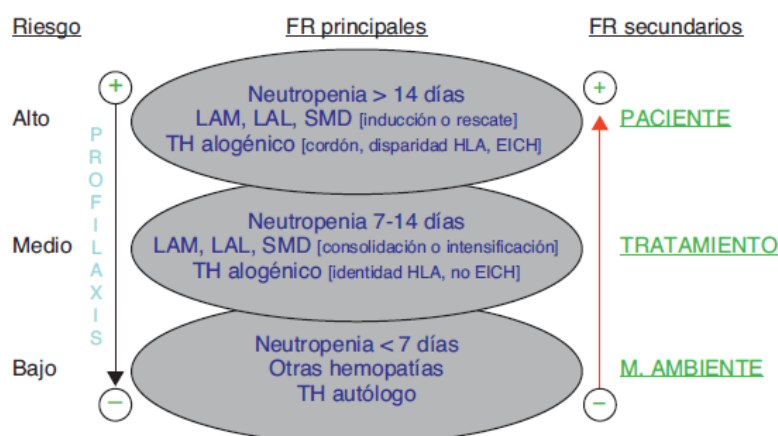 Riesgo FR principales FR secundarios
+ +
Neutropenia > 14 días
Alto LAM, LAL, SMD [inducción o rescate] PACIENTE
TH alogénico [cordón, disparidad HLA, EICH]
PROFILAXIS
Neutropenia 7-14 días
Medio LAM, LAL, SMD [consolidación o intensificación] TRATAMIENTO
TH alogénico [identidad HLA, no EICH]
Neutropenia < 7 días
Bajo Otras hemopatías M. AMBIENTE
TH autólogo
− −